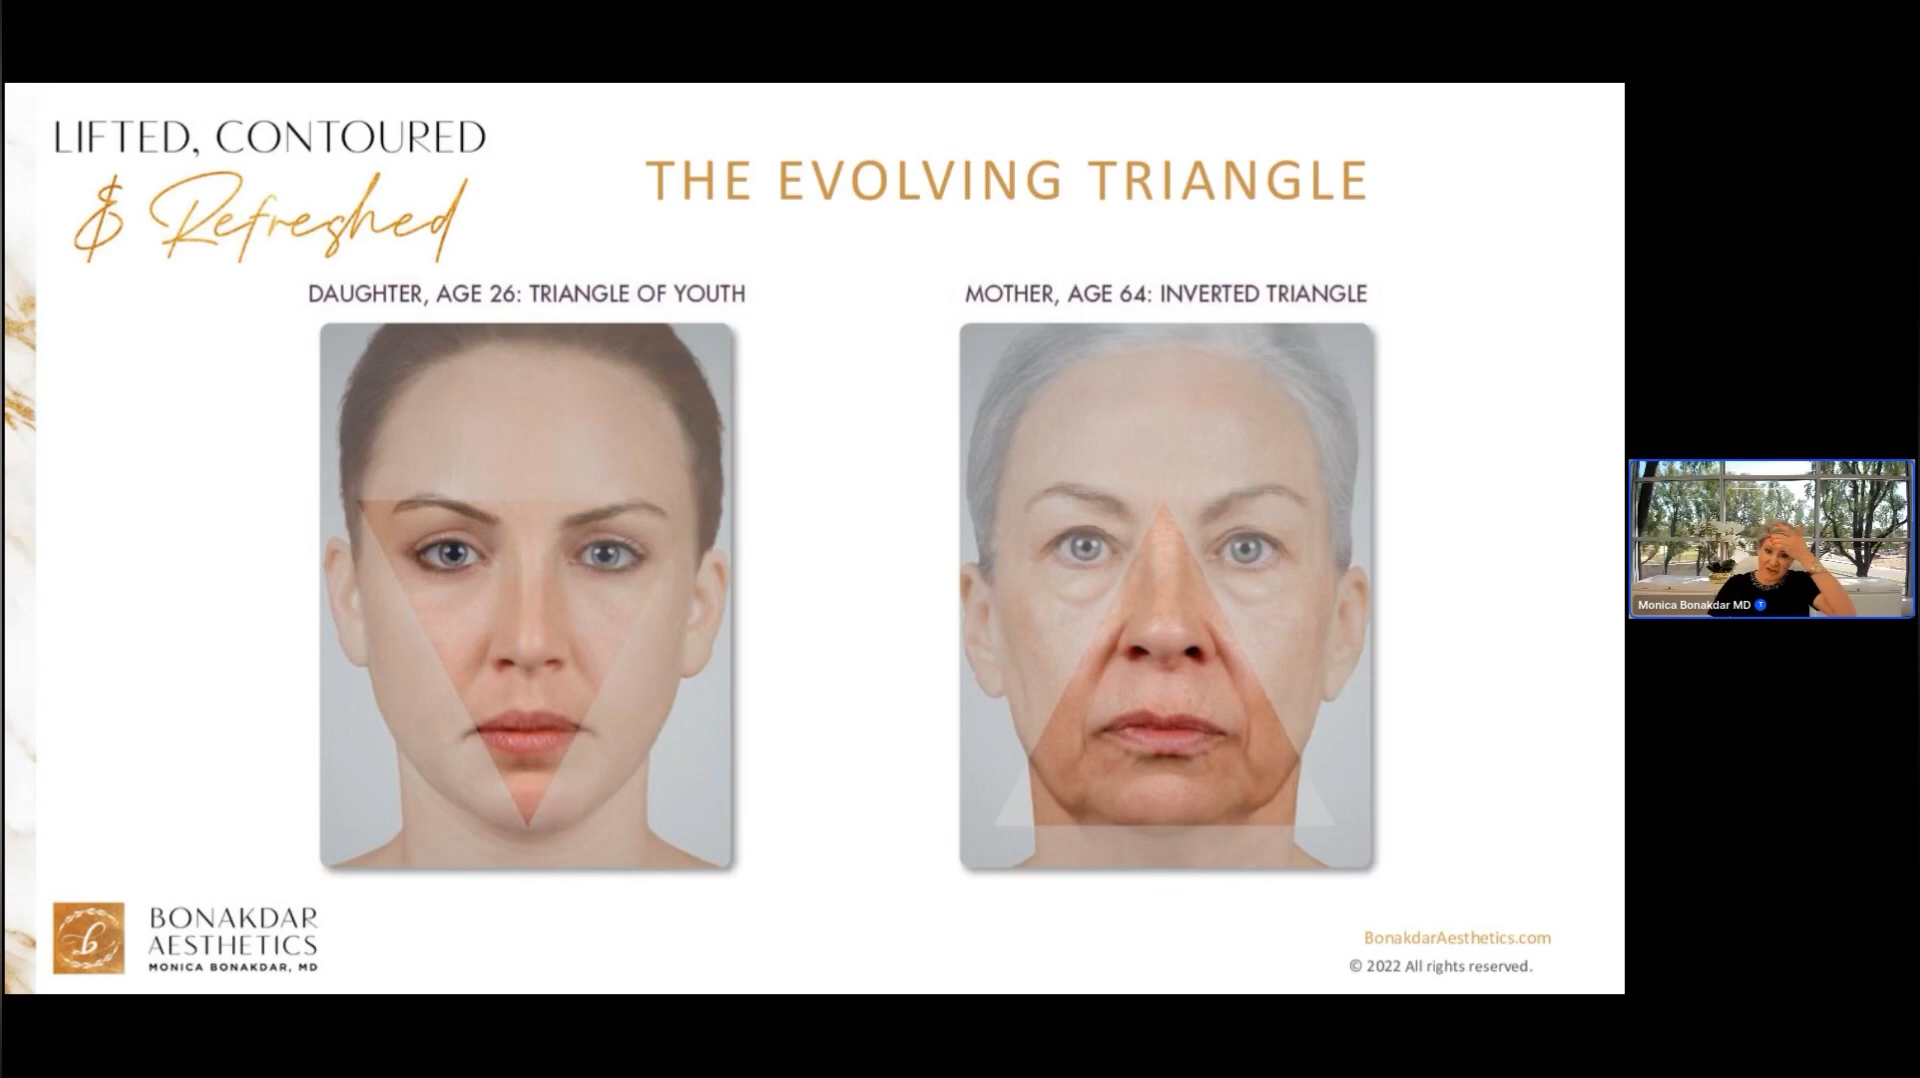 LIFTED, CONTOURED
& Refreshed
THE EVOLVING TRIANGLE
DAUGHTER, AGE 26: TRIANGLE OF YOUTH
MOTHER, AGE 64: INVERTED TRIANGLE
Monica Bonakdar MD
b
BONAKDAR
AESTHETICS
MONICA BONAKDAR, MD
BonakdarAesthetics.com
© 2022 All rights reserved.